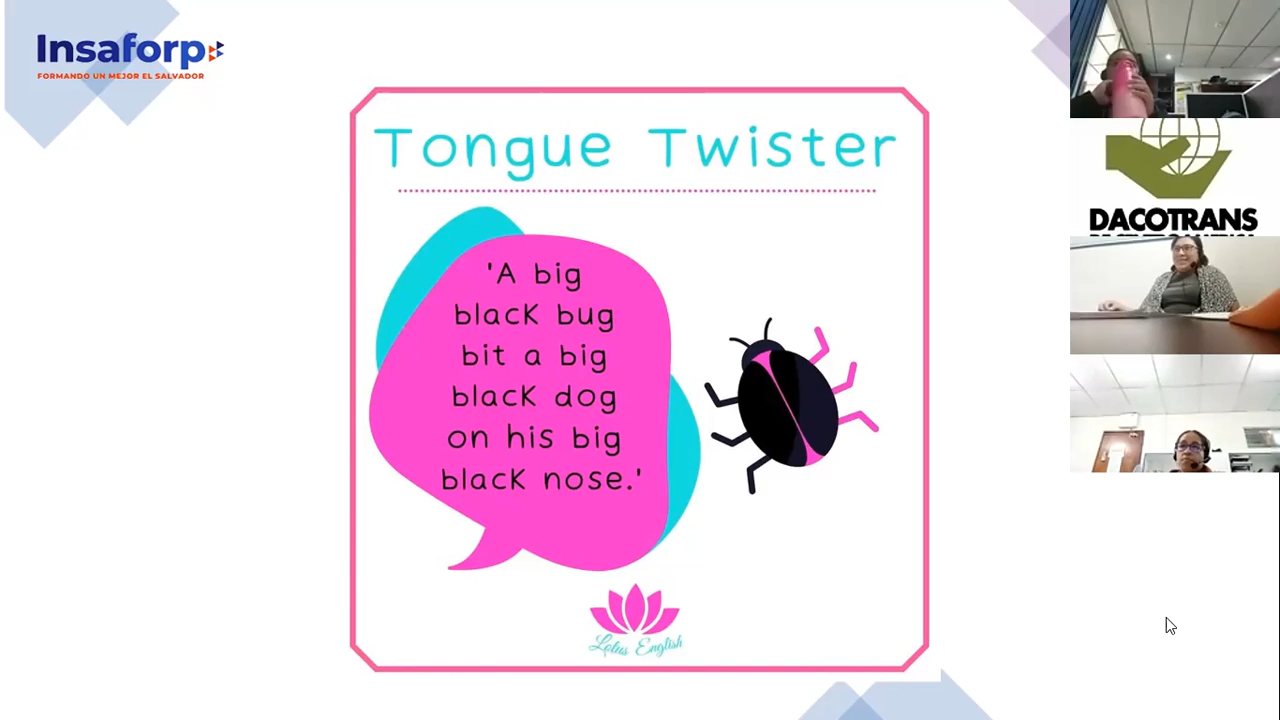 Insaforp
FORMANDO UN MEJOR EL SALVADOR
Tongue Twister
'A big
black bug
bit a big
black dog
on his big
black nose.'
Lotus English
DACOTRANS